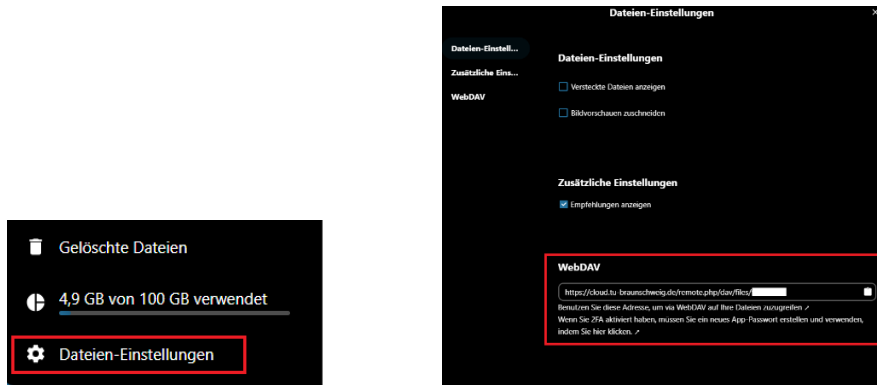 Gelöschte Dateien
4,9 GB von 100 GB verwendet
Dateien-Einstellungen
Dateien-Einstellungen
×
Dateien-Einstell...
Zusätzliche Eins...
WebDAV
Dateien-Einstellungen
Versteckte Dateien anzeigen
Bildvorschauen zuschneiden
Zusätzliche Einstellungen
Empfehlungen anzeigen
WebDAV
https://cloud.tu-braunschweig.de/remote.php/dav/files/
Benutzen Sie diese Adresse, um via WebDAV auf Ihre Dateien zuzugreifen ↗
Wenn Sie 2FA aktiviert haben, müssen Sie ein neues App-Passwort erstellen und verwenden,
indem Sie hier klicken. ↗